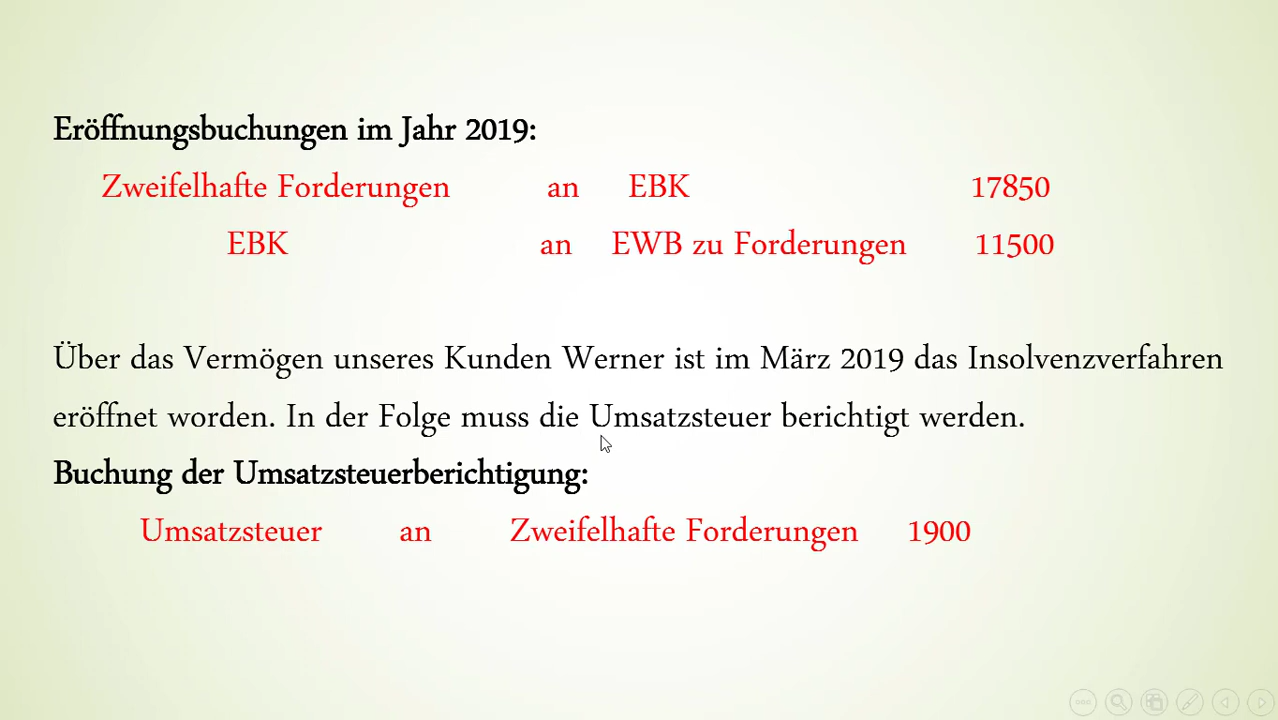 Eröffnungsbuchungen im Jahr 2019:
Zweifelhafte Forderungen an EBK 17850
EBK an EWB zu Forderungen 11500
Über das Vermögen unseres Kunden Werner ist im März 2019 das Insolvenzverfahren
eröffnet worden. In der Folge muss die Umsatzsteuer berichtigt werden.
Buchung der Umsatzsteuerberichtigung:
Umsatzsteuer an Zweifelhafte Forderungen 1900